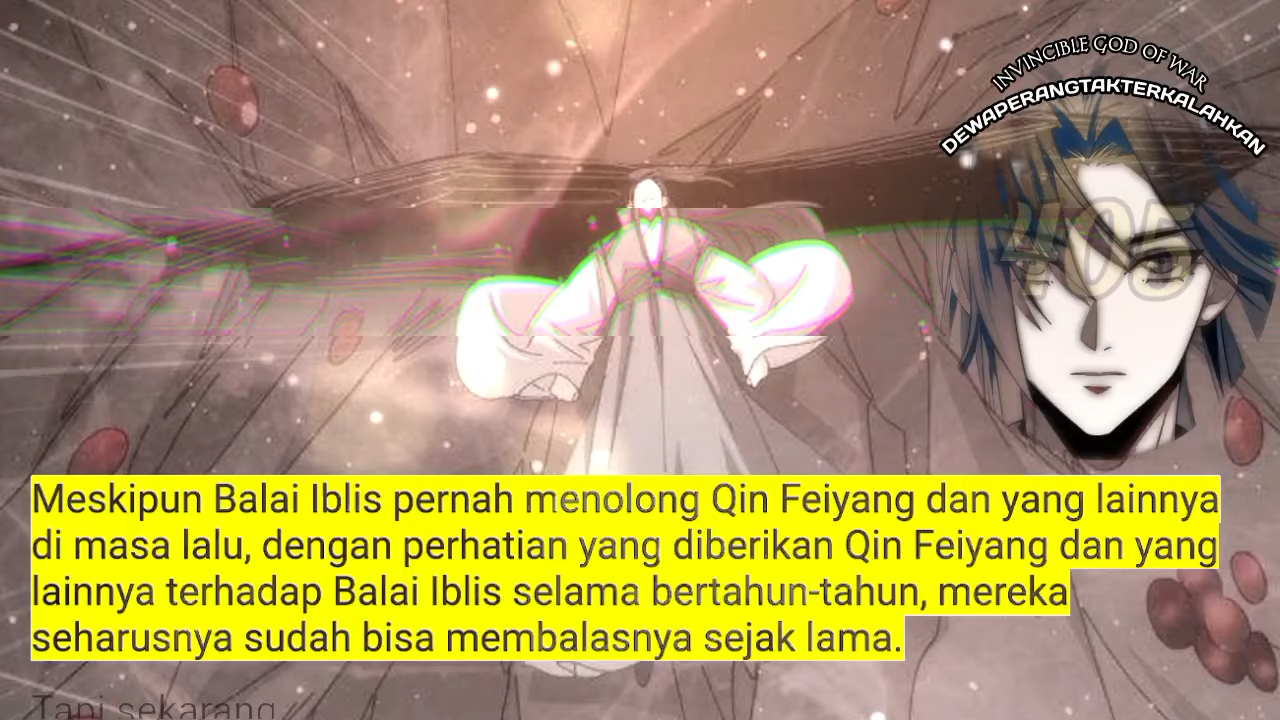 INVINCIBLE GOD OF WAR
DEWAPERANGTAKTERKALAHKAN
4105
Meskipun Balai Iblis pernah menolong Qin Feiyang dan yang lainnya
di masa lalu, dengan perhatian yang diberikan Qin Feiyang dan yang
lainnya terhadap Balai Iblis selama bertahun-tahun, mereka
seharusnya sudah bisa membalasnya sejak lama.
Tapi sekarang